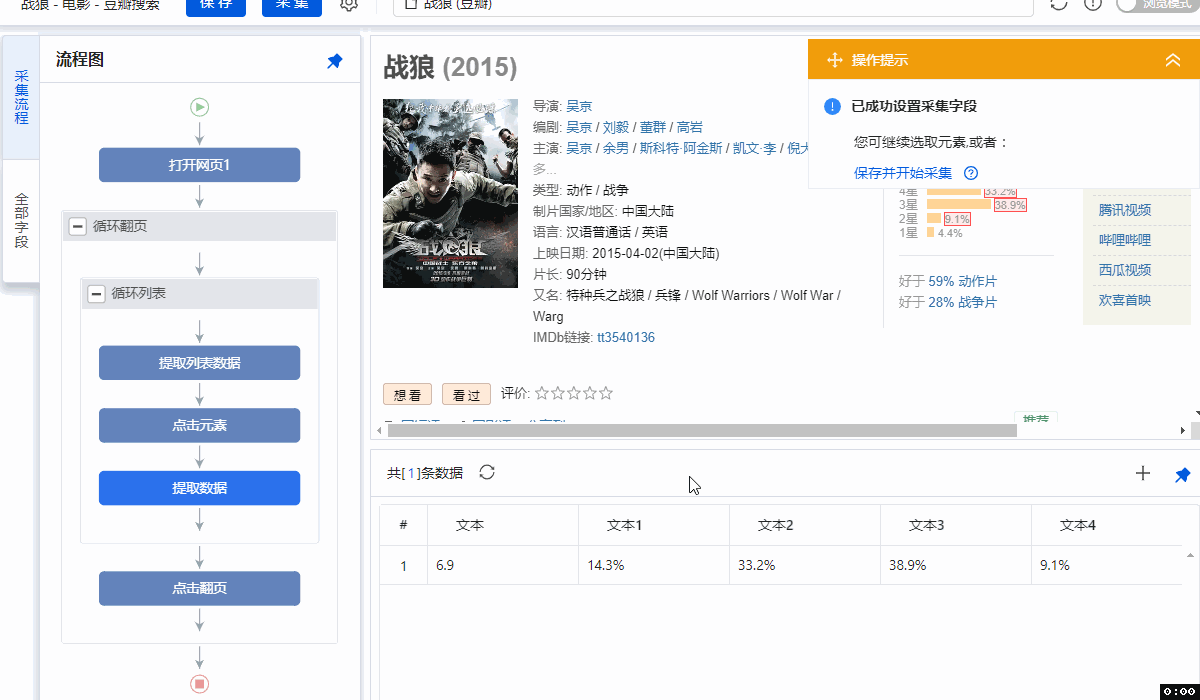 战狼 - 电影 - 豆瓣搜索
保 存
采 集
战狼 (豆瓣)
浏览模式
采集流程
全部字段
流程图
打开网页1
循环翻页
循环列表
提取列表数据
点击元素
提取数据
点击翻页
战狼 (2015)
导演: 吴京
编剧: 吴京 / 刘毅 / 董群 / 高岩
主演: 吴京 / 余男 / 斯科特·阿金斯 / 凯文·李 / 倪大
多...
类型: 动作 / 战争
制片国家/地区: 中国大陆
语言: 汉语普通话 / 英语
上映日期: 2015-04-02(中国大陆)
片长: 90分钟
又名: 特种兵之战狼 / 兵锋 / Wolf Warriors / Wolf War /
Warg
IMDb链接: tt3540136
战狼
想看
看过
评价:
操作提示
已成功设置采集字段
您可继续选取元素,或者：
保存并开始采集
4星 33.2%
3星 38.9%
2星 9.1%
1星 4.4%
好于 59% 动作片
好于 28% 战争片
腾讯视频
哔哩哔哩
西瓜视频
欢喜首映
推荐
共[1]条数据
# 文本 文本1 文本2 文本3 文本4
1 6.9 14.3% 33.2% 38.9% 9.1%
0:00